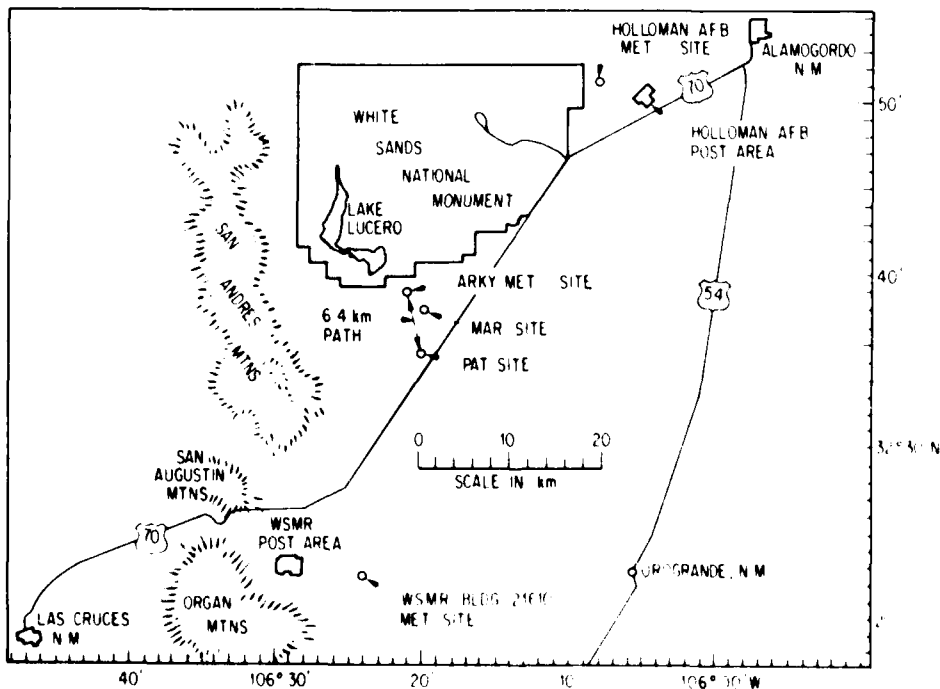 HOLLOMAN AFB
MET SITE
ALAMOGORDO
N M
70
50'
HOLLOMAN AFB
POST AREA
WHITE
SANDS
NATIONAL
MONUMENT
LAKE
LUCERO
SAN
ANDRES
MTNS
ARKY MET SITE
40'
54
6.4 km
PATH
MAR SITE
PAT SITE
0 10 20
SCALE IN km
32° 30' N
SAN
AUGUSTIN
MTNS
WSMR
POST AREA
70
ORGAN
MTNS
WSMR BLDG
MET SITE
OROGRANDE, N.M
LAS CRUCES
N M
40' 106° 30' 20' 10' 106° 00' W